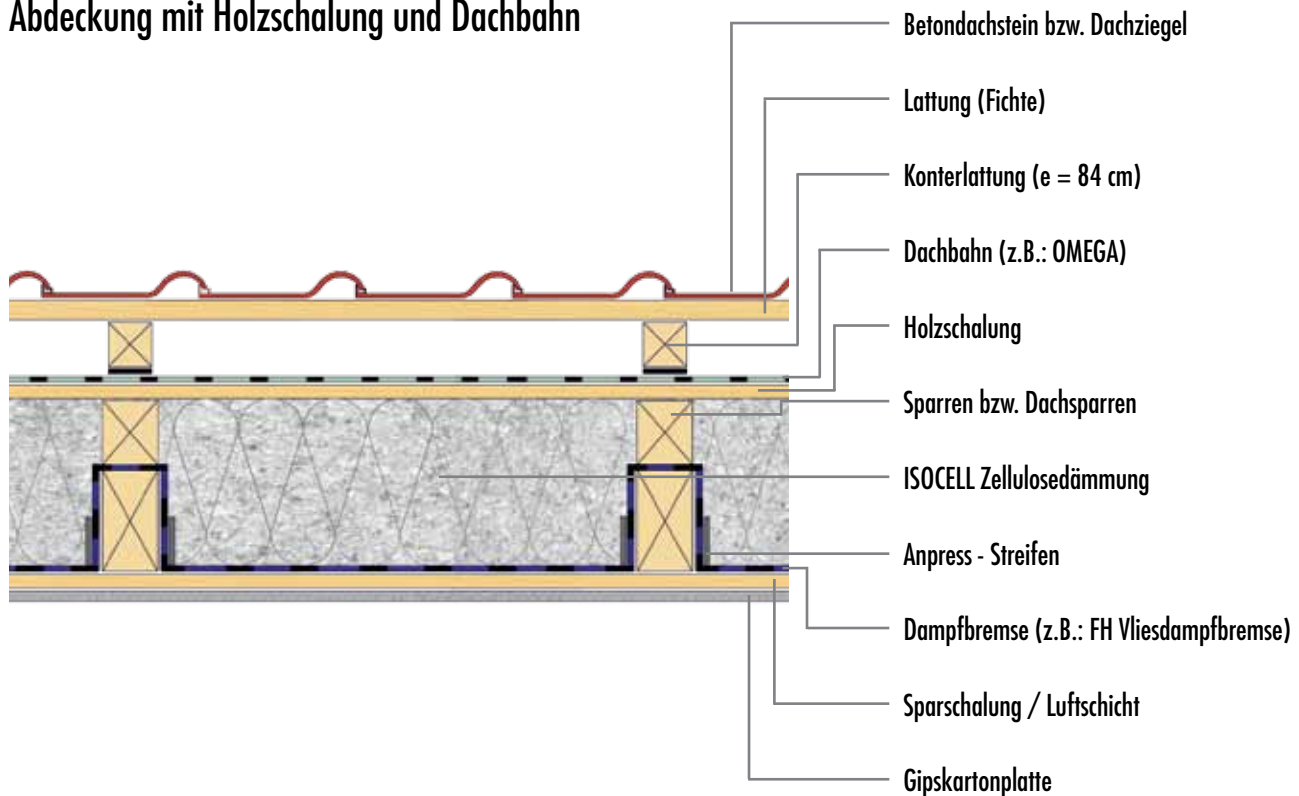 Abdeckung mit Holzschalung und Dachbahn
Betondachstein bzw. Dachziegel
Lattung (Fichte)
Konterlattung (e = 84 cm)
Dachbahn (z.B.: OMEGA)
Holzschalung
Sparren bzw. Dachsparren
ISOCELL Zellulosedämmung
Anpress - Streifen
Dampfbremse (z.B.: FH Vliesdampfbremse)
Sparschalung / Luftschicht
Gipskartonplatte